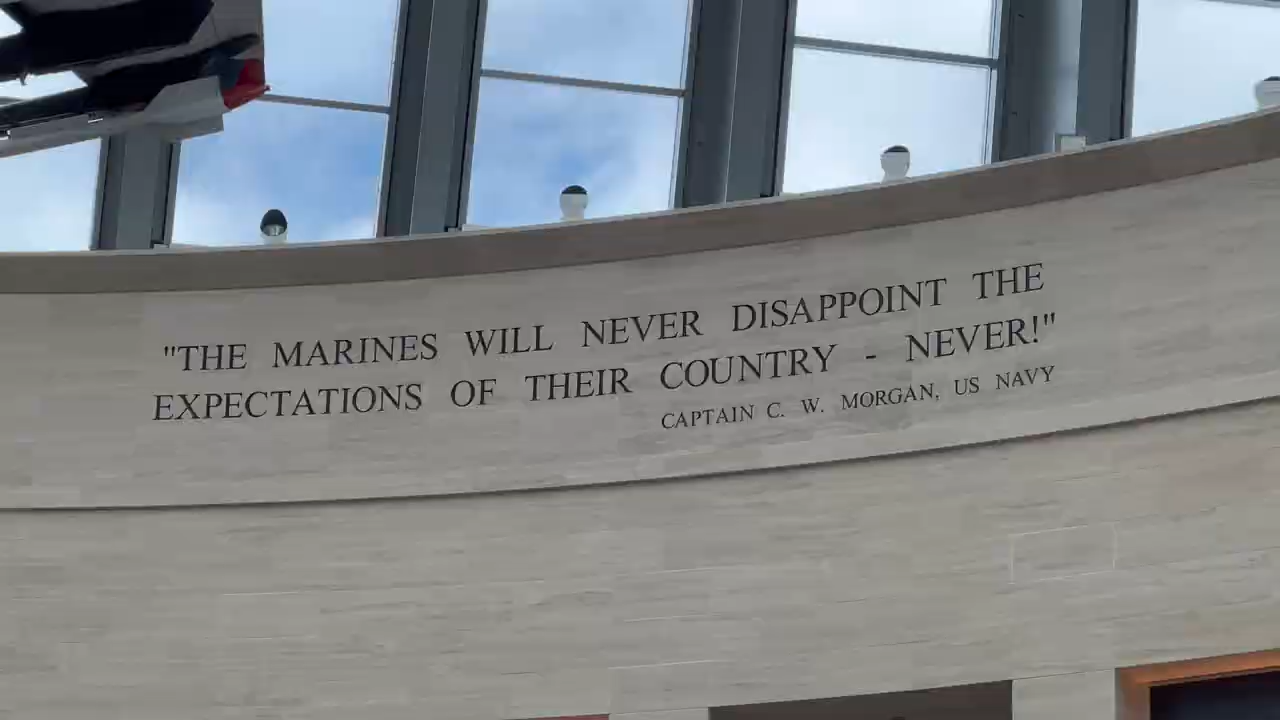 "THE MARINES WILL NEVER DISAPPOINT THE
EXPECTATIONS OF THEIR COUNTRY - NEVER!"
CAPTAIN C. W. MORGAN, US NAVY